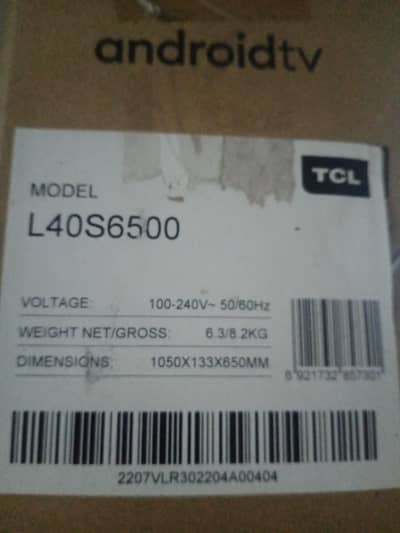 androidtv
TCL
MODEL
L40S6500
VOLTAGE: 100-240V~ 50/60Hz
WEIGHT NET/GROSS: 6.3/8.2KG
DIMENSIONS: 1050X133X650MM
6 921732 857301
2207VLR302204A00404